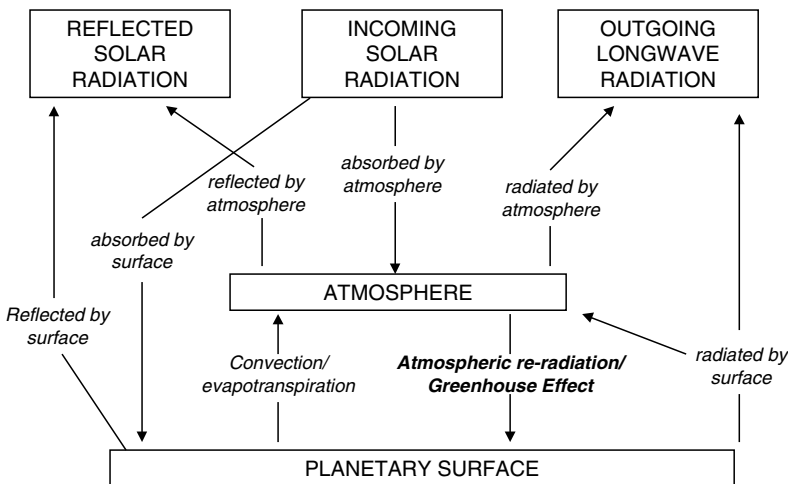 REFLECTED
SOLAR
RADIATION
INCOMING
SOLAR
RADIATION
OUTGOING
LONGWAVE
RADIATION
reflected by
atmosphere
absorbed by
atmosphere
radiated by
atmosphere
absorbed by
surface
ATMOSPHERE
Reflected by
surface
Convection/
evapotranspiration
Atmospheric re-radiation/
Greenhouse Effect
radiated by
surface
PLANETARY SURFACE